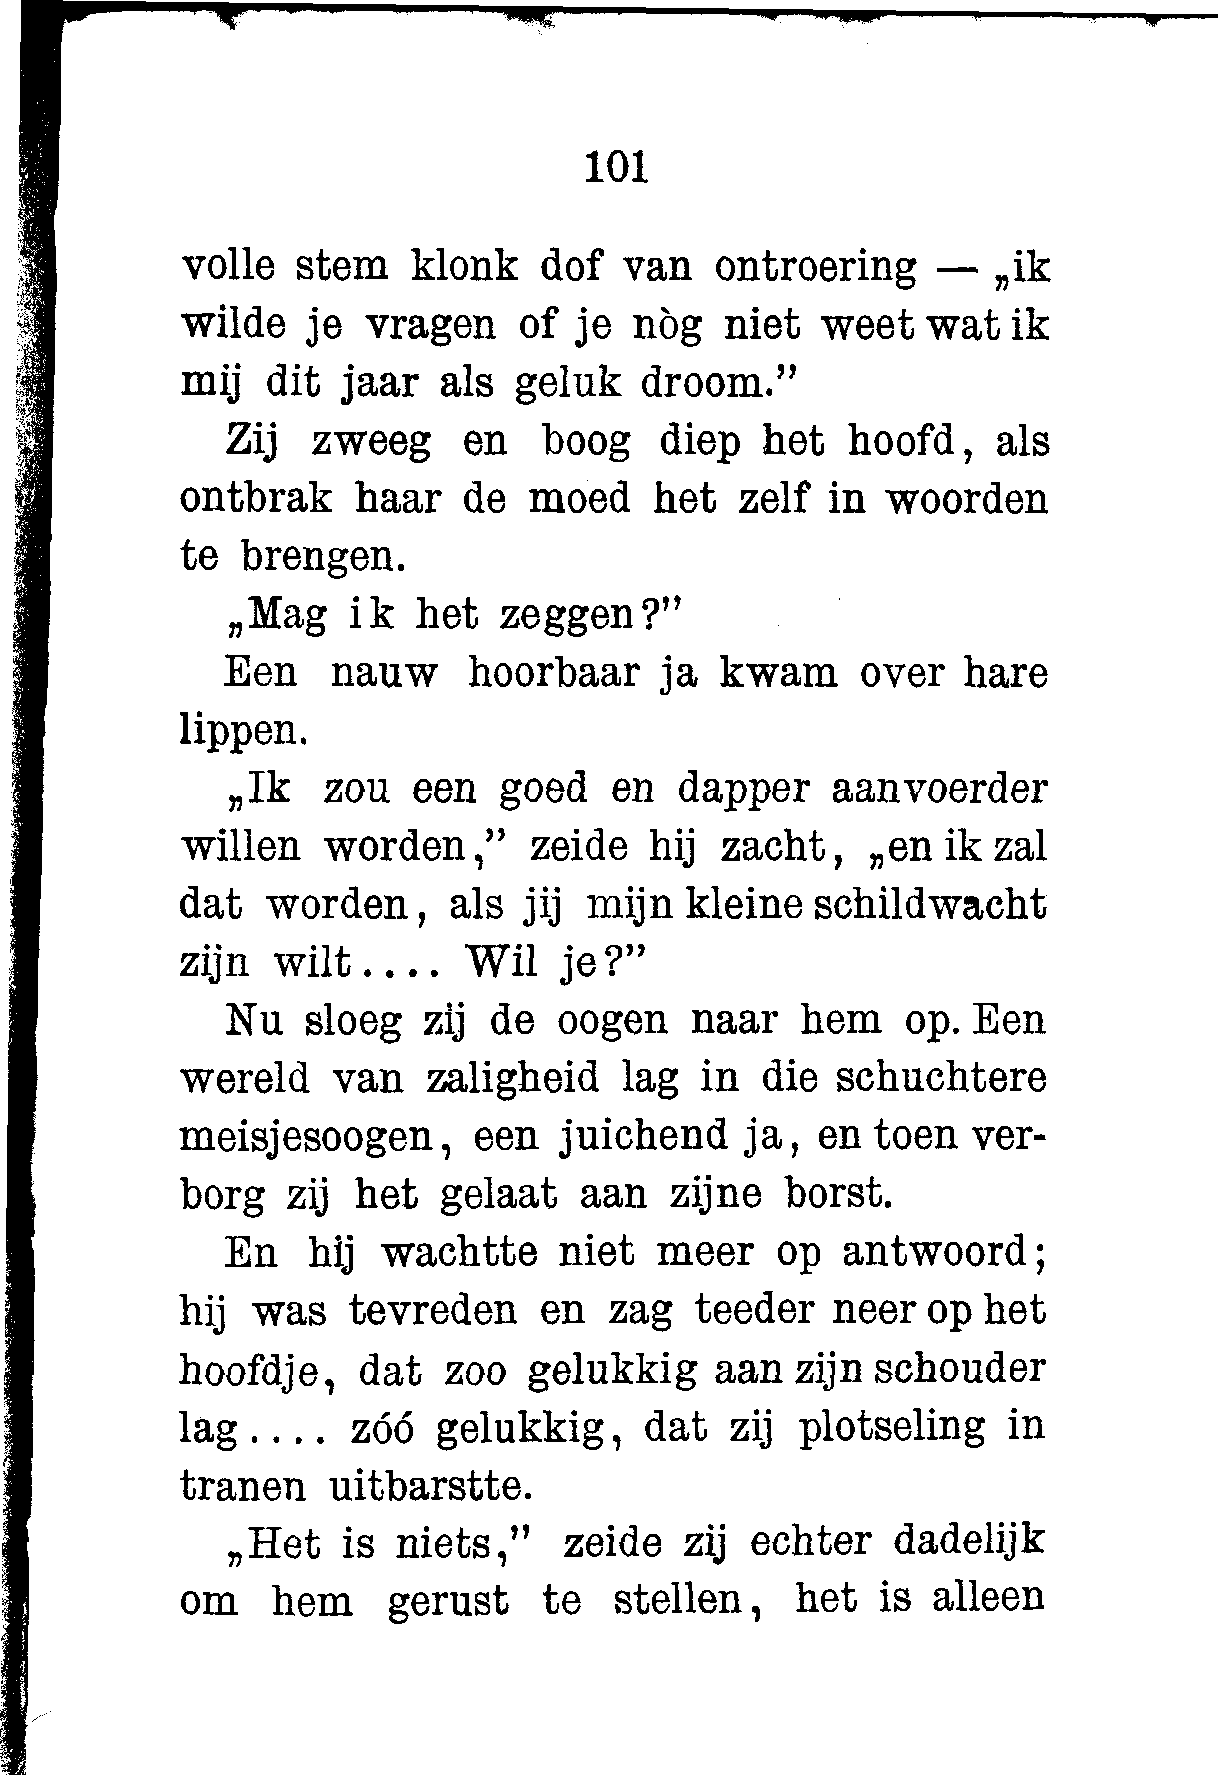 101
volle stem klonk dof van ontroering — „ik
wilde je vragen of je nòg niet weet wat ik
mij dit jaar als geluk droom.”
Zij zweeg en boog diep het hoofd, als
ontbrak haar de moed het zelf in woorden
te brengen.
„Mag ik het zeggen?”
Een nauw hoorbaar ja kwam over hare
lippen.
„Ik zou een goed en dapper aanvoerder
willen worden,” zeide hij zacht, „en ik zal
dat worden, als jij mijn kleine schildwacht
zijn wilt.... Wil je?”
Nu sloeg zij de oogen naar hem op. Een
wereld van zaligheid lag in die schuchtere
meisjesoogen, een juichend ja, en toen ver-
borg zij het gelaat aan zijne borst.
En hij wachtte niet meer op antwoord;
hij was tevreden en zag teeder neer op het
hoofdje, dat zoo gelukkig aan zijn schouder
lag.... zóó gelukkig, dat zij plotseling in
tranen uitbarstte.
„Het is niets,” zeide zij echter dadelijk
om hem gerust te stellen, het is alleen